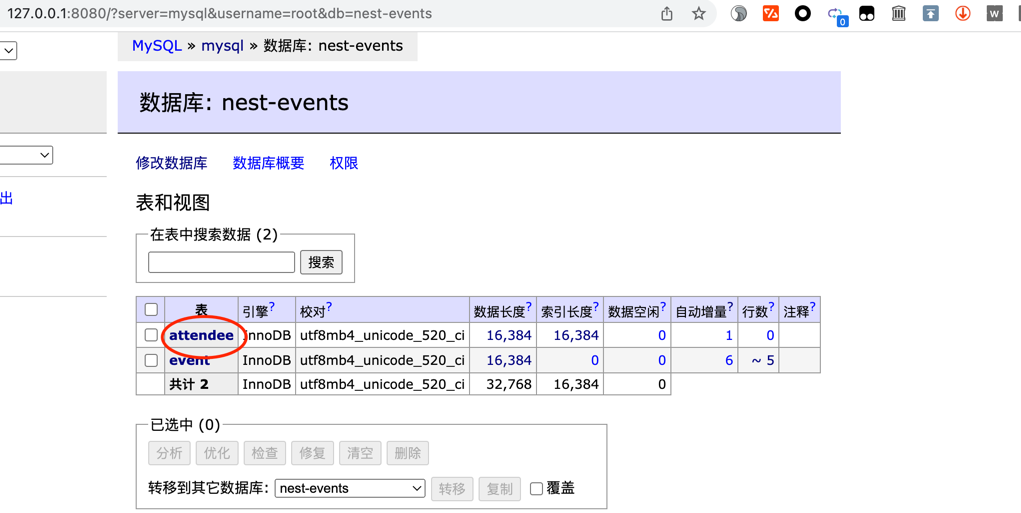 127.0.0.1:8080/?server=mysql&username=root&db=nest-events
0
W
MySQL » mysql » 数据库: nest-events
数据库: nest-events
修改数据库 数据库概要 权限
出
表和视图
在表中搜索数据 (2)
搜索
表 引擎? 校对? 数据长度? 索引长度? 数据空闲? 自动增量? 行数? 注释?
attendee InnoDB utf8mb4_unicode_520_ci 16,384 16,384 0 1 0
event InnoDB utf8mb4_unicode_520_ci 16,384 0 0 6 ~ 5
共计 2 InnoDB utf8mb4_unicode_520_ci 32,768 16,384 0
已选中 (0)
分析 优化 检查 修复 清空 删除
转移到其它数据库: nest-events 转移 复制 覆盖